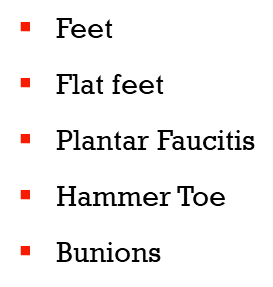 ▪ Feet
▪ Flat feet
▪ Plantar Faucitis
▪ Hammer Toe
▪ Bunions